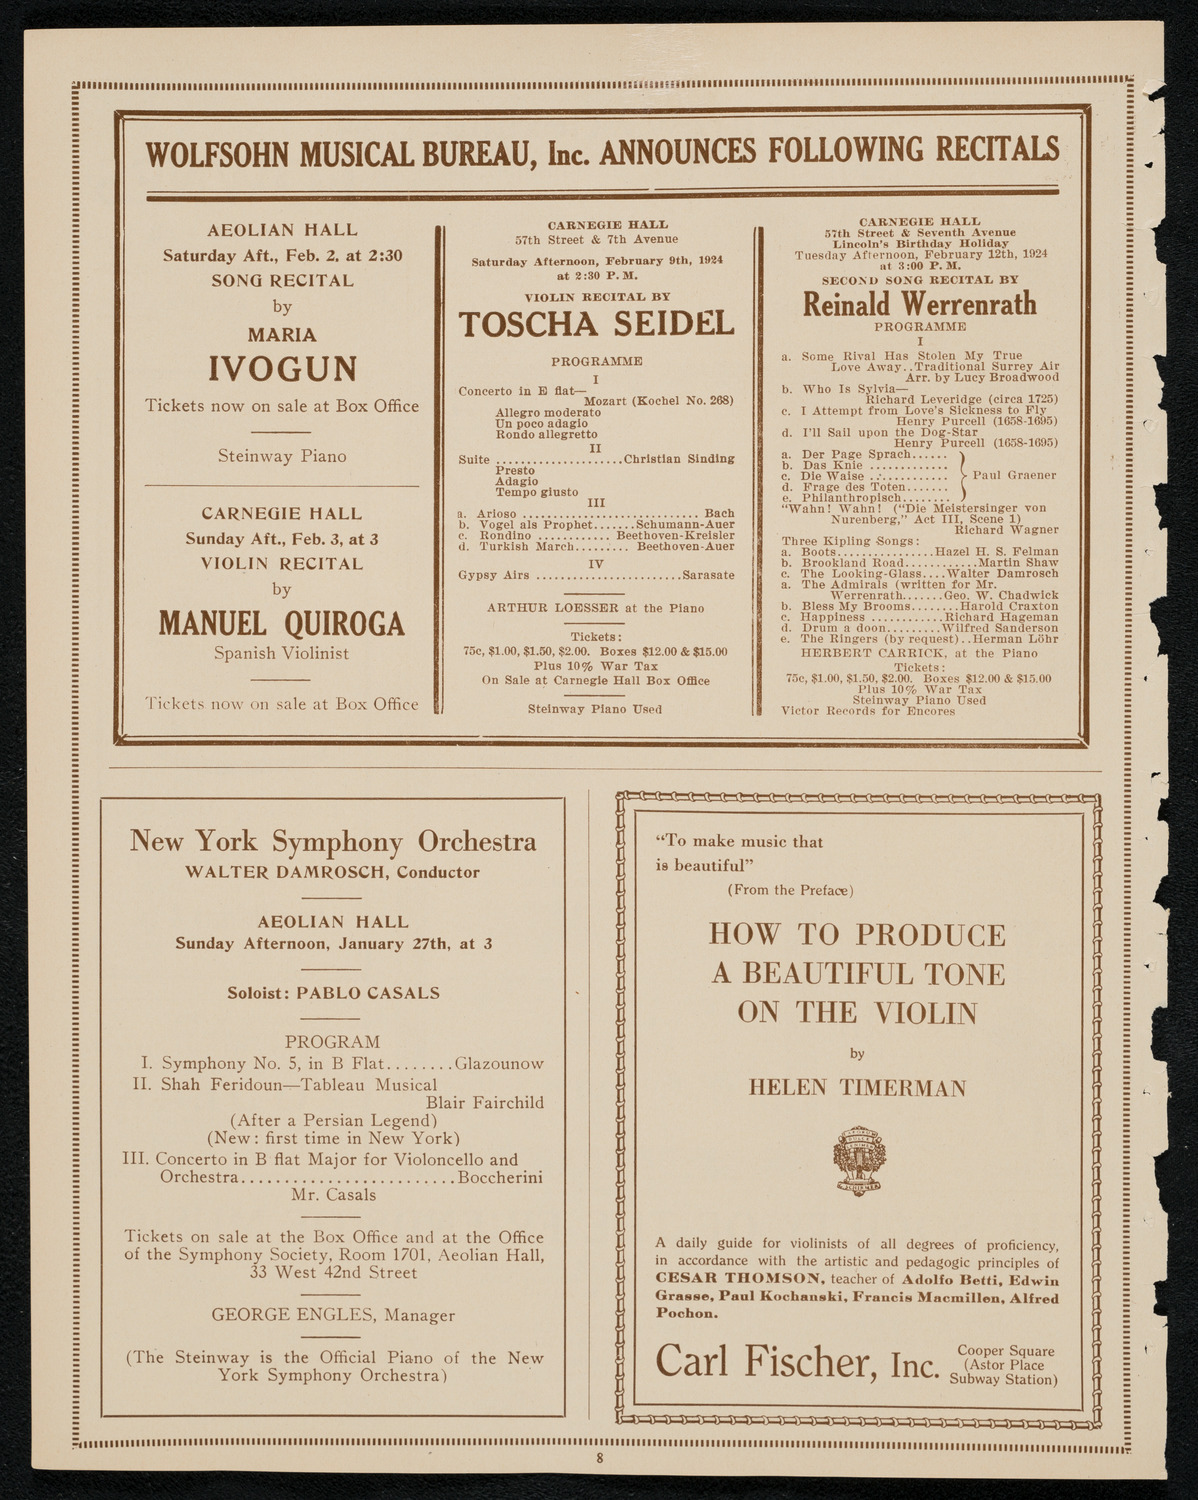 WOLFSOHN MUSICAL BUREAU, Inc. ANNOUNCES FOLLOWING RECITALS
AEOLIAN HALL
Saturday Aft., Feb. 2, at 2:30
SONG RECITAL
by
MARIA
IVOGUN
Tickets now on sale at Box Office
Steinway Piano
CARNEGIE HALL
Sunday Aft., Feb. 3, at 3
VIOLIN RECITAL
by
MANUEL QUIROGA
Spanish Violinist
Tickets now on sale at Box Office
CARNEGIE HALL
57th Street & 7th Avenue
Saturday Afternoon, February 9th, 1924
at 2:30 P. M.
VIOLIN RECITAL BY
TOSCHA SEIDEL
PROGRAMME
I
Concerto in E flat—
Mozart (Kochel No. 268)
Allegro moderato
Un poco adagio
Rondo allegretto
II
Suite ....................Christian Sinding
Presto
Adagio
Tempo giusto
III
a. Arioso ............................ Bach
b. Vogel als Prophet.......Schumann-Auer
c. Rondino ............ Beethoven-Kreisler
d. Turkish March......... Beethoven-Auer
IV
Gypsy Airs .......................Sarasate
ARTHUR LOESSER at the Piano
Tickets:
75c, $1.00, $1.50, $2.00. Boxes $12.00 & $15.00
Plus 10% War Tax
On Sale at Carnegie Hall Box Office
Steinway Piano Used
CARNEGIE HALL
57th Street & Seventh Avenue
Lincoln's Birthday Holiday
Tuesday Afternoon, February 12th, 1924
at 3:00 P. M.
SECOND SONG RECITAL BY
Reinald Werrenrath
PROGRAMME
I
a. Some Rival Has Stolen My True
Love Away..Traditional Surrey Air
Arr. by Lucy Broadwood
b. Who Is Sylvia—
Richard Leveridge (circa 1725)
c. I Attempt from Love's Sickness to Fly
Henry Purcell (1658-1695)
d. I'll Sail upon the Dog-Star
Henry Purcell (1658-1695)
a. Der Page Sprach......
b. Das Knie ............
c. Die Waise ............ Paul Graener
d. Frage des Toten.......
e. Philanthropisch........
"Wahn! Wahn! ("Die Meistersinger von
Nurenberg," Act III, Scene 1)
Richard Wagner
Three Kipling Songs:
a. Boots...............Hazel H. S. Felman
b. Brookland Road...........Martin Shaw
c. The Looking-Glass....Walter Damrosch
a. The Admirals (written for Mr.
Werrenrath.......Geo. W. Chadwick
b. Bless My Brooms........Harold Craxton
c. Happiness ...........Richard Hageman
d. Drum a doon.........Wilfred Sanderson
e. The Ringers (by request)..Herman Löhr
HERBERT CARRICK, at the Piano
Tickets:
75c, $1.00, $1.50, $2.00. Boxes $12.00 & $15.00
Plus 10% War Tax
Steinway Piano Used
Victor Records for Encores
New York Symphony Orchestra
WALTER DAMROSCH, Conductor
AEOLIAN HALL
Sunday Afternoon, January 27th, at 3
Soloist: PABLO CASALS
PROGRAM
I. Symphony No. 5, in B Flat........Glazounow
II. Shah Feridoun—Tableau Musical
Blair Fairchild
(After a Persian Legend)
(New: first time in New York)
III. Concerto in B flat Major for Violoncello and
Orchestra........................Boccherini
Mr. Casals
Tickets on sale at the Box Office and at the Office
of the Symphony Society, Room 1701, Aeolian Hall,
33 West 42nd Street
GEORGE ENGLES, Manager
(The Steinway is the Official Piano of the New
York Symphony Orchestra)
"To make music that
is beautiful"
(From the Preface)
HOW TO PRODUCE
A BEAUTIFUL TONE
ON THE VIOLIN
by
HELEN TIMERMAN
A daily guide for violinists of all degrees of proficiency,
in accordance with the artistic and pedagogic principles of
CESAR THOMSON, teacher of Adolfo Betti, Edwin
Grasse, Paul Kochanski, Francis Macmillen, Alfred
Pochon.
Carl Fischer, Inc.
Cooper Square
(Astor Place
Subway Station)
8